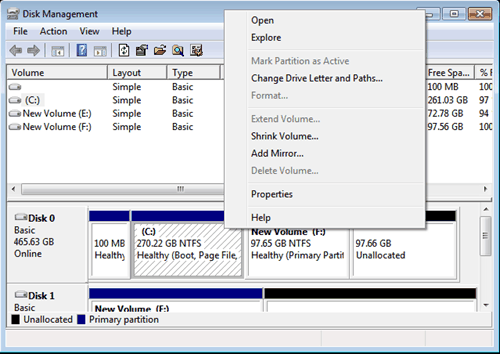 Disk Management
File Action View Help
Open
Explore
Mark Partition as Active
Change Drive Letter and Paths...
Format...
Extend Volume...
Shrink Volume...
Add Mirror...
Delete Volume...
Properties
Help
Volume Layout Type Free Spa... %
Simple Basic
(C:) Simple Basic 261.03 GB 97
New Volume (E:) Simple Basic 72.78 GB 94
New Volume (F:) Simple Basic 97.56 GB 100
Disk 0
Basic
465.63 GB
Online
100 MB
Healthy
(C:)
270.22 GB NTFS
Healthy (Boot, Page File,
New Volume (F:)
97.65 GB NTFS
Healthy (Primary Partit
97.66 GB
Unallocated
Disk 1
Basic
New Volume (E:)
Unallocated Primary partition